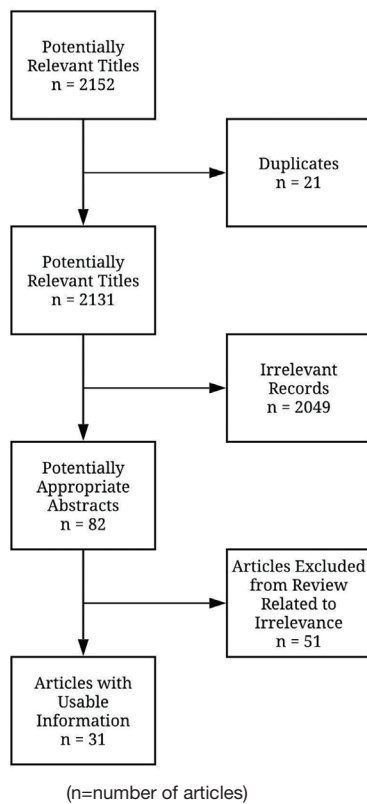 Potentially
Relevant Titles
n = 2152
Duplicates
n = 21
Potentially
Relevant Titles
n = 2131
Irrelevant
Records
n = 2049
Potentially
Appropriate
Abstracts
n = 82
Articles Excluded
from Review
Related to
Irrelevance
n = 51
Articles with
Usable
Information
n = 31
(n=number of articles)